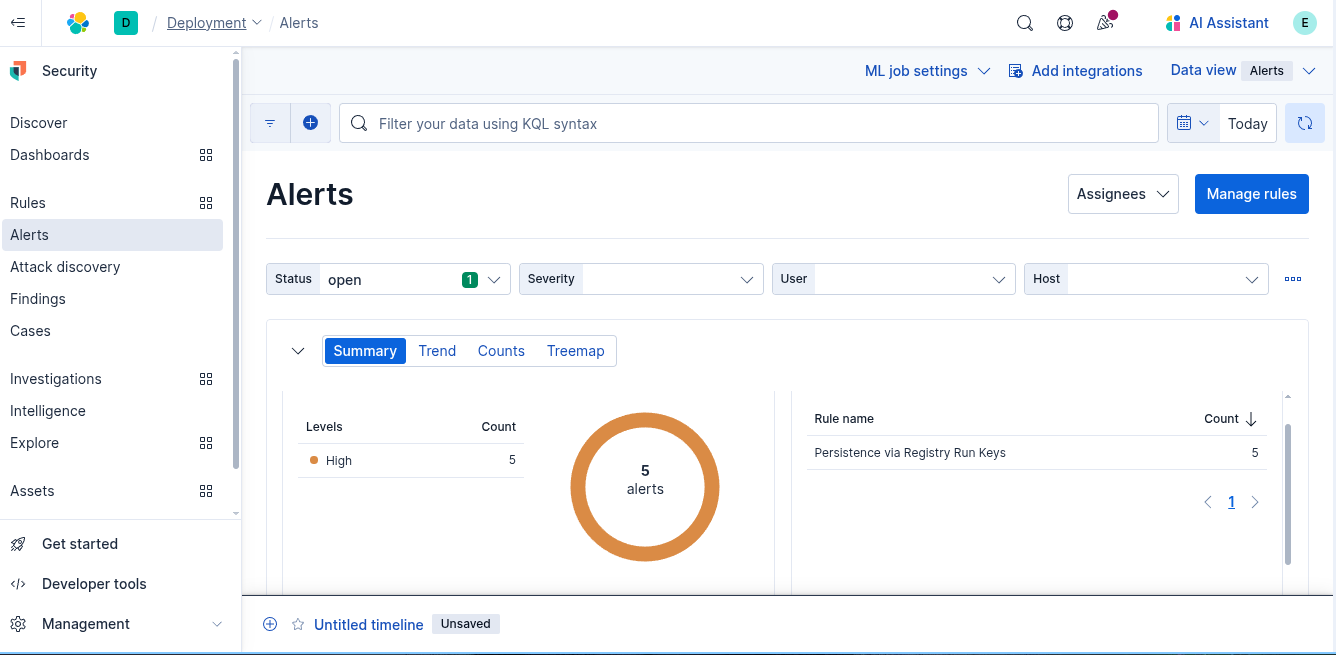 D / Deployment / Alerts AI Assistant E
Security
Discover
Dashboards
Rules
Alerts
Attack discovery
Findings
Cases
Investigations
Intelligence
Explore
Assets
Get started
Developer tools
Management
ML job settings Add integrations Data view Alerts
Filter your data using KQL syntax Today
Alerts Assignees Manage rules
Status open 1 Severity User Host
Summary Trend Counts Treemap
Levels Count
High 5
5
alerts
Rule name Count
Persistence via Registry Run Keys 5
1
Untitled timeline Unsaved